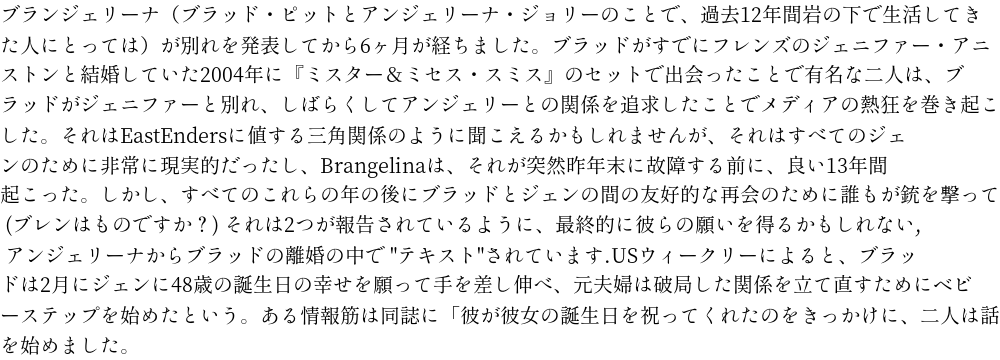 ブランジェリーナ（ブラッド・ピットとアンジェリーナ・ジョリーのことで、過去12年間岩の下で生活してき
た人にとっては）が別れを発表してから6ヶ月が経ちました。ブラッドがすでにフレンズのジェニファー・アニ
ストンと結婚していた2004年に『ミスター＆ミセス・スミス』のセットで出会ったことで有名な二人は、ブ
ラッドがジェニファーと別れ、しばらくしてアンジェリーとの関係を追求したことでメディアの熱狂を巻き起こ
した。それはEastEndersに値する三角関係のように聞こえるかもしれませんが、それはすべてのジェ
ンのために非常に現実的だったし、Brangelinaは、それが突然昨年末に故障する前に、良い13年間
起こった。しかし、すべてのこれらの年の後にブラッドとジェンの間の友好的な再会のために誰もが銃を撃って
(ブレンはものですか？) それは2つが報告されているように、最終的に彼らの願いを得るかもしれない,
アンジェリーナからブラッドの離婚の中で "テキスト"されています.USウィークリーによると、ブラッ
ドは2月にジェンに48歳の誕生日の幸せを願って手を差し伸べ、元夫婦は破局した関係を立て直すためにベビ
ーステップを始めたという。ある情報筋は同誌に「彼が彼女の誕生日を祝ってくれたのをきっかけに、二人は話
を始めました。